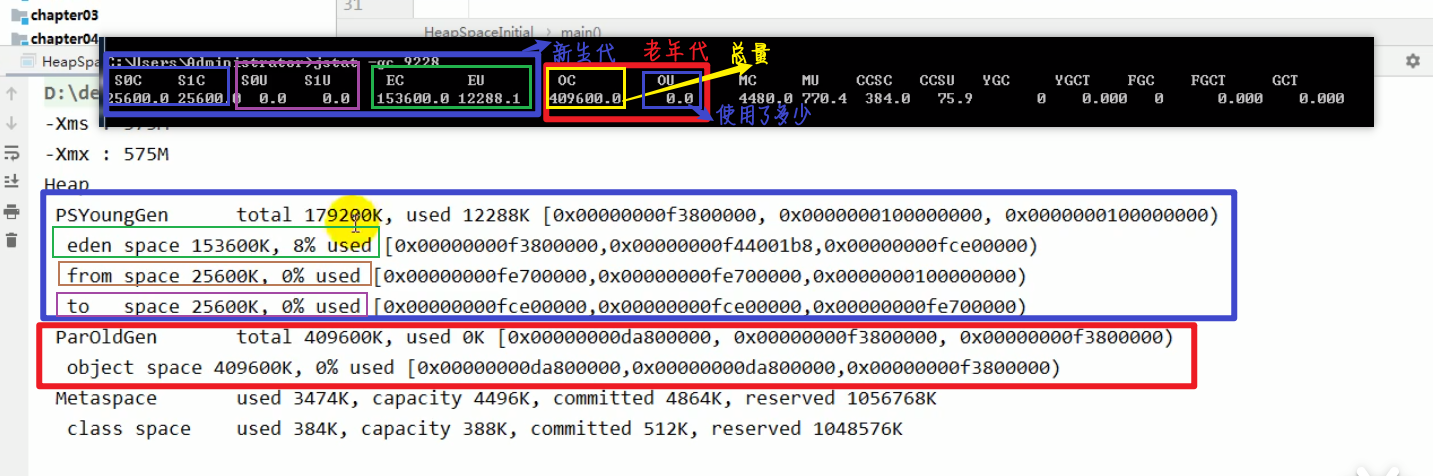 chapter03
31
chapter04
HeapSpaceInitial > main()
HeapSpa
C:\Users\Administrator>jstat -gc 9228
新生代
老年代
总量
S0C S1C S0U S1U EC EU OC OU MC MU CCSC CCSU YGC YGCT FGC FGCT GCT
25600.0 25600.0 0.0 0.0 153600.0 12288.1 409600.0 0.0 4480.0 770.4 384.0 75.9 0 0.000 0 0.000 0.000
使用了多少
D:\de
-Xms : 575M
-Xmx : 575M
Heap
PSYoungGen total 179200K, used 12288K [0x00000000f3800000, 0x0000000100000000, 0x0000000100000000)
eden space 153600K, 8% used [0x00000000f3800000,0x00000000f44001b8,0x00000000fce00000)
from space 25600K, 0% used [0x00000000fe700000,0x00000000fe700000,0x0000000100000000)
to space 25600K, 0% used [0x00000000fce00000,0x00000000fce00000,0x00000000fe700000)
ParOldGen total 409600K, used 0K [0x00000000da800000, 0x00000000f3800000, 0x00000000f3800000)
object space 409600K, 0% used [0x00000000da800000,0x00000000da800000,0x00000000f3800000)
Metaspace used 3474K, capacity 4496K, committed 4864K, reserved 1056768K
class space used 384K, capacity 388K, committed 512K, reserved 1048576K